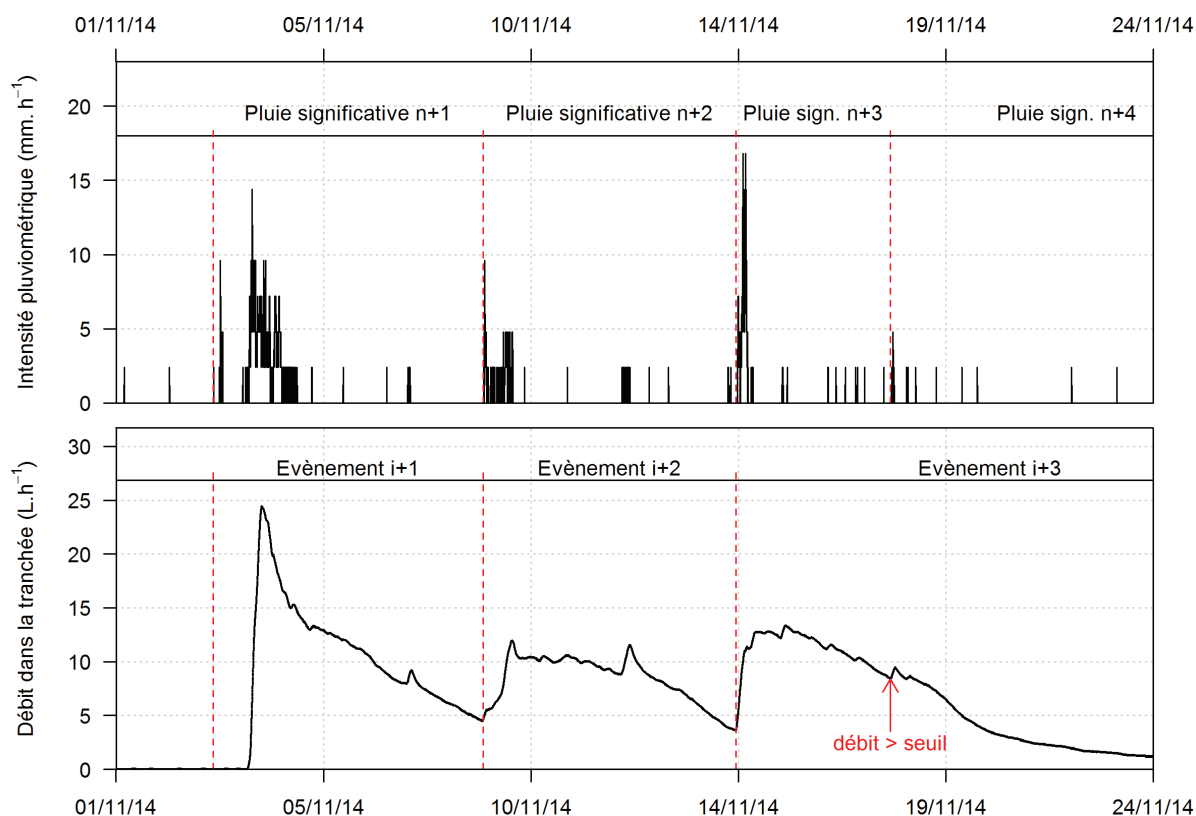 01/11/14 05/11/14 10/11/14 14/11/14 19/11/14 24/11/14
Intensité pluviométrique (mm. h⁻¹)
20
15
10
5
0
Pluie significative n+1 Pluie significative n+2 Pluie sign. n+3 Pluie sign. n+4
Débit dans la tranchée (L.h⁻¹)
30
25
20
15
10
5
0
Evènement i+1 Evènement i+2 Evènement i+3
débit > seuil
01/11/14 05/11/14 10/11/14 14/11/14 19/11/14 24/11/14